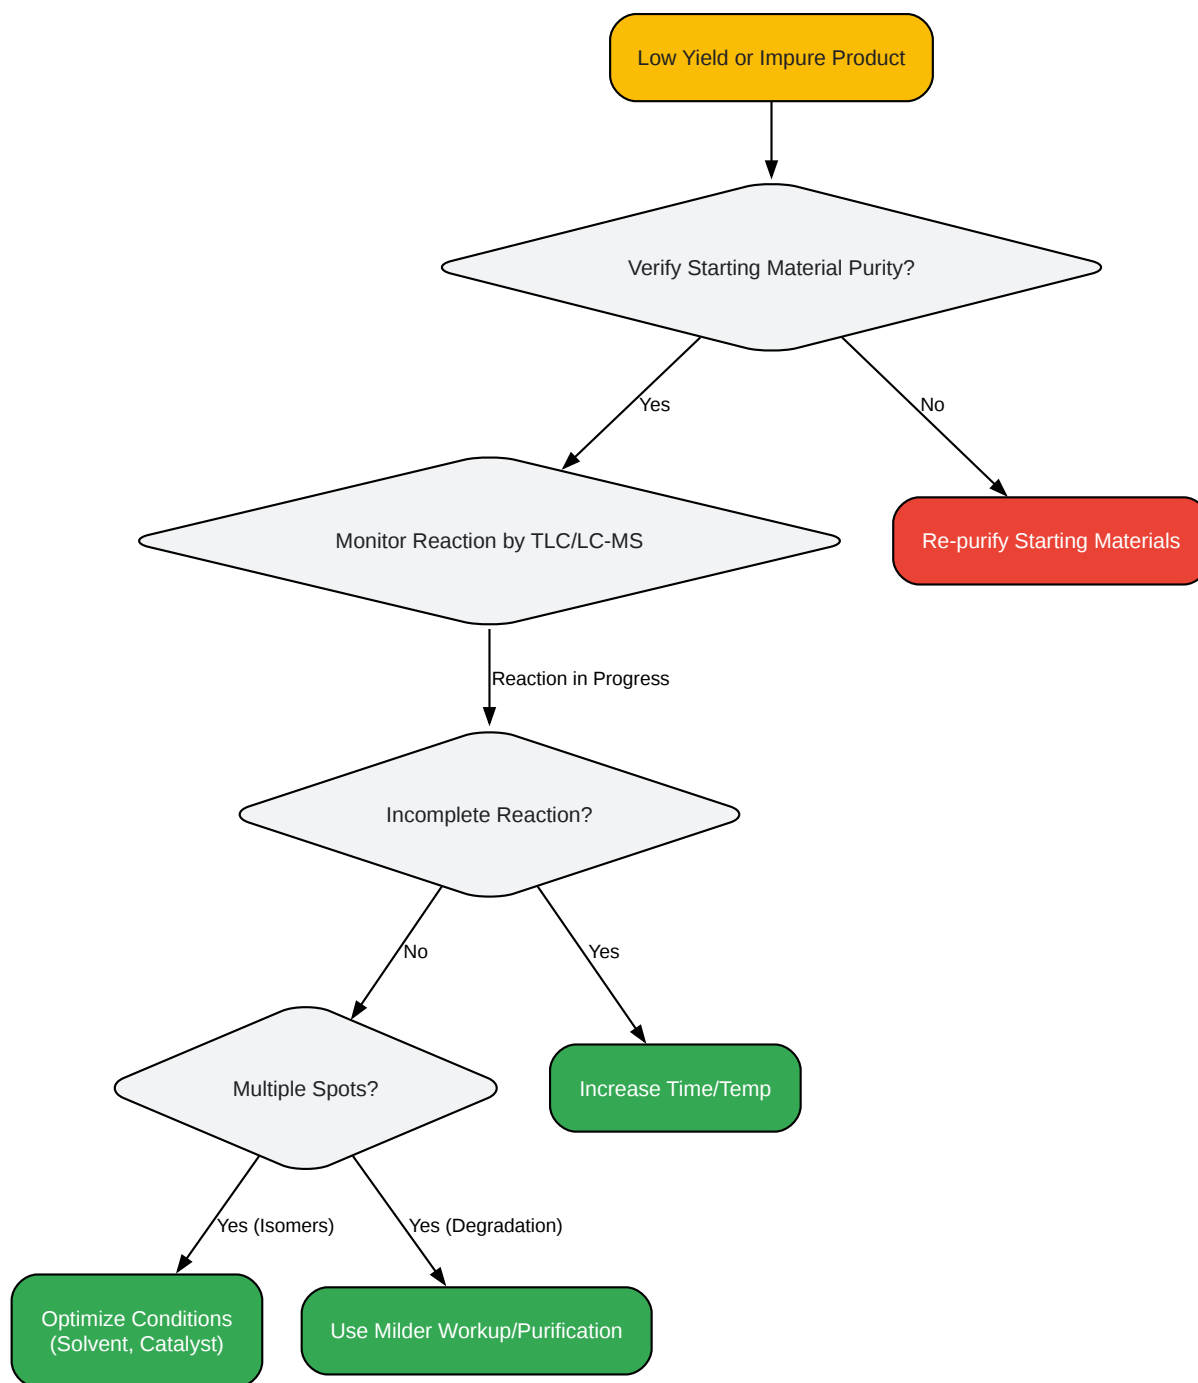 Low Yield or Impure Product
Verify Starting Material Purity?
Yes
No
Monitor Reaction by TLC/LC-MS
Re-purify Starting Materials
Reaction in Progress
Incomplete Reaction?
No
Yes
Multiple Spots?
Increase Time/Temp
Yes (Isomers)
Yes (Degradation)
Optimize Conditions
(Solvent, Catalyst)
Use Milder Workup/Purification